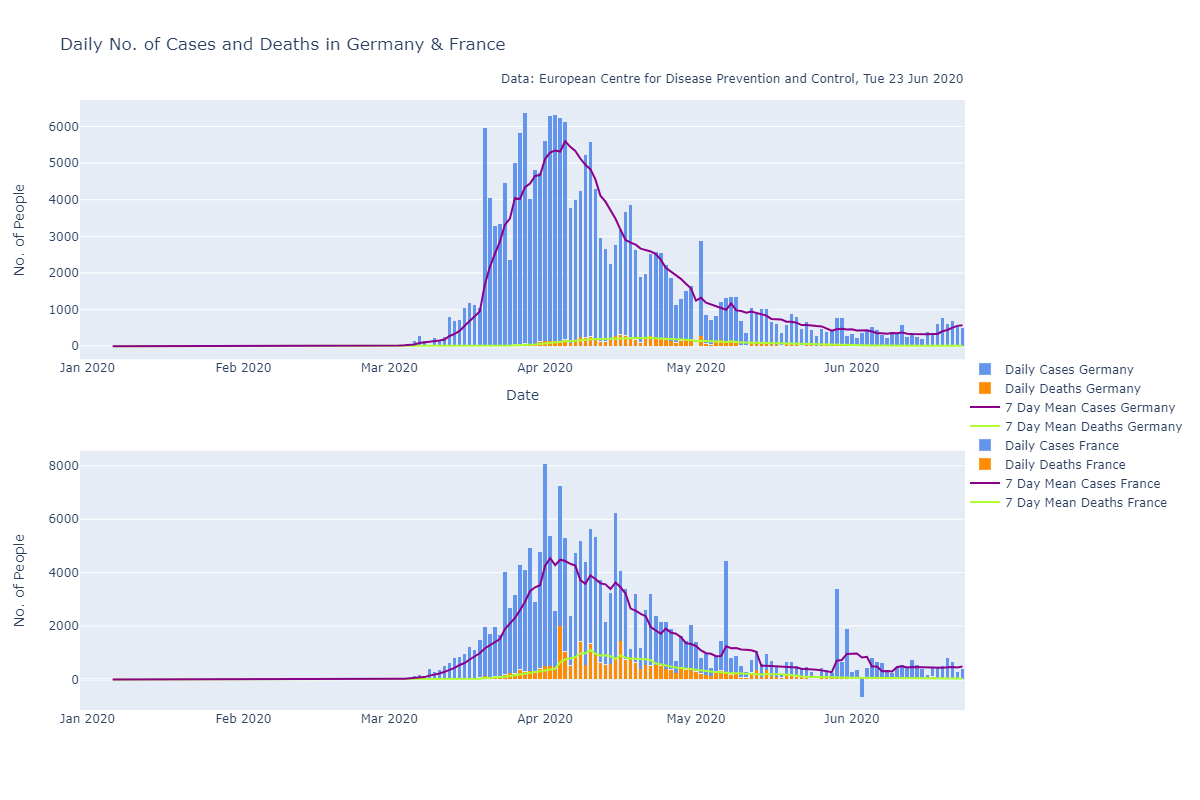 Daily No. of Cases and Deaths in Germany & France
Data: European Centre for Disease Prevention and Control, Tue 23 Jun 2020
No. of People
6000
5000
4000
3000
2000
1000
0
Jan 2020 Feb 2020 Mar 2020 Apr 2020 May 2020 Jun 2020
Date
Daily Cases Germany
Daily Deaths Germany
7 Day Mean Cases Germany
7 Day Mean Deaths Germany
Daily Cases France
Daily Deaths France
7 Day Mean Cases France
7 Day Mean Deaths France
No. of People
8000
6000
4000
2000
0
Jan 2020 Feb 2020 Mar 2020 Apr 2020 May 2020 Jun 2020